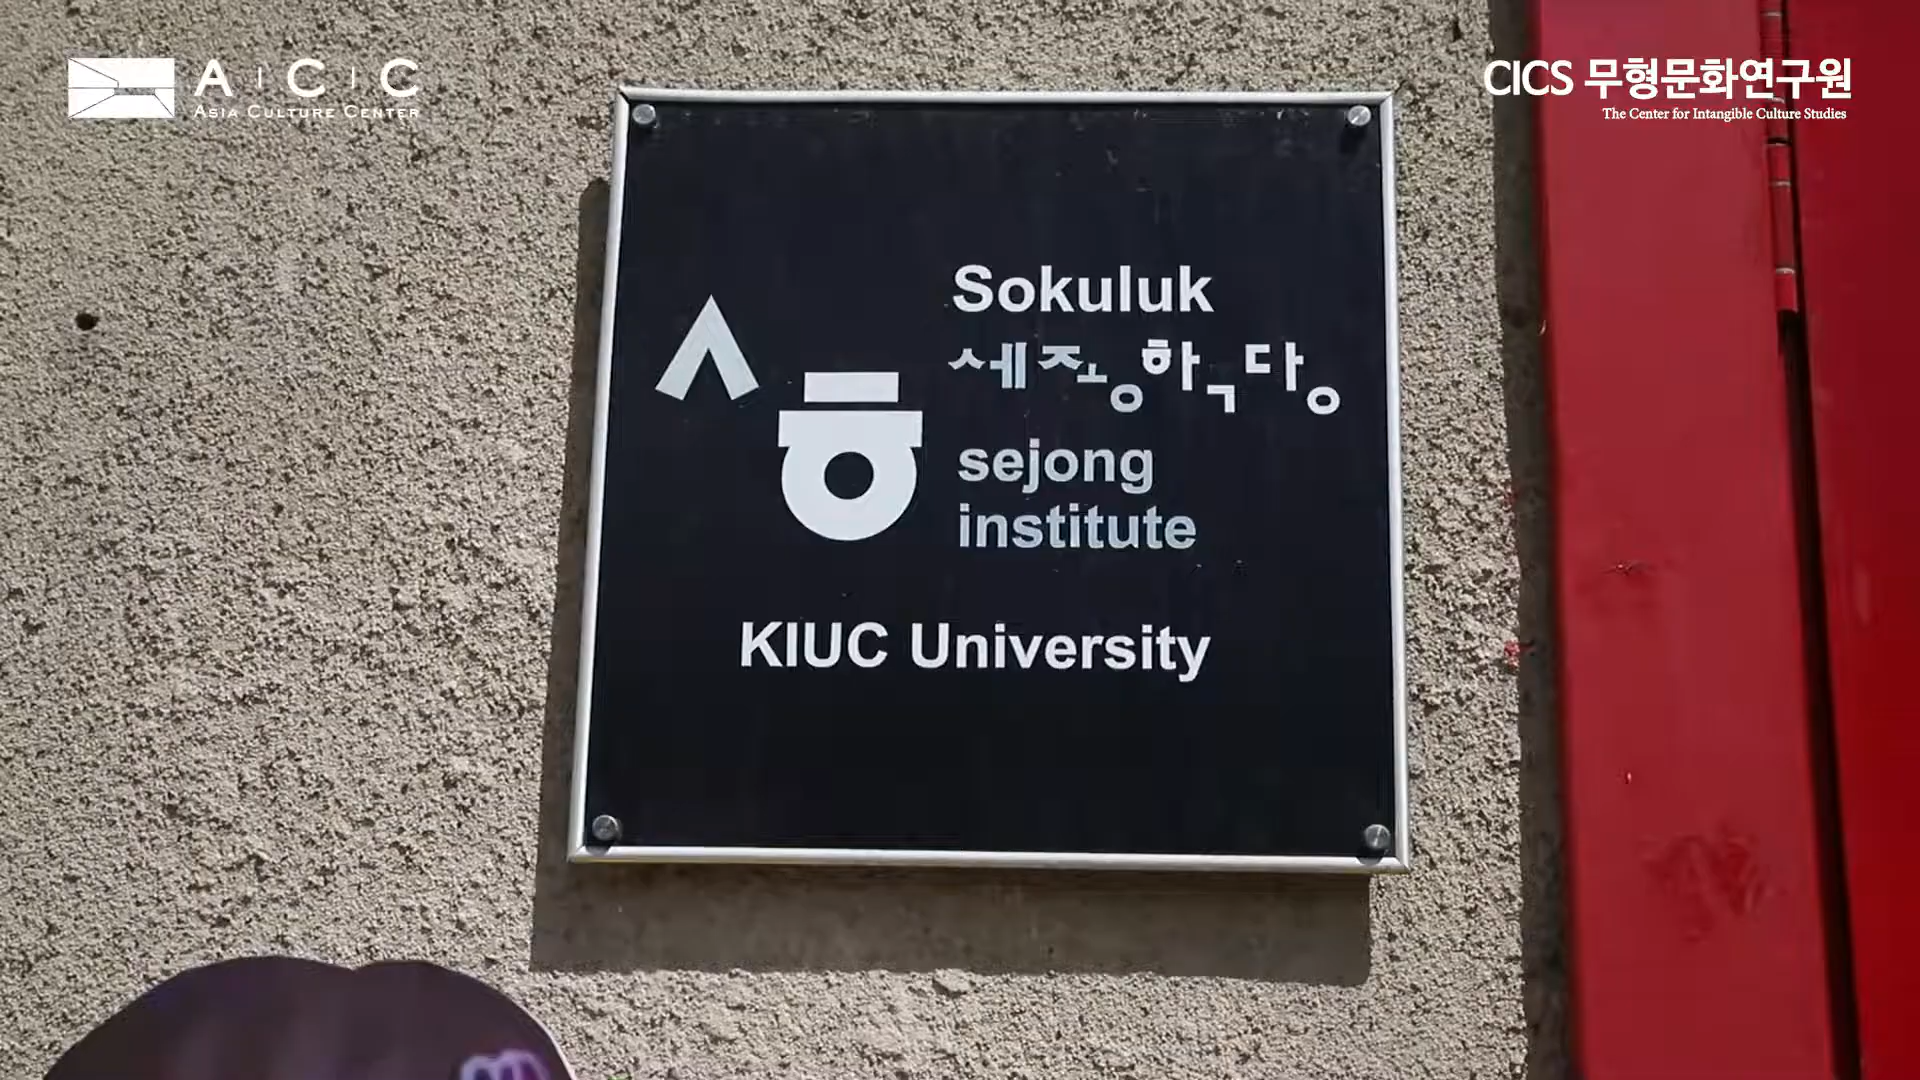 A C C
ASIA CULTURE CENTER
CICS 무형문화연구원
The Center for Intangible Culture Studies
Sokuluk
세종학당
sejong
institute
KIUC University